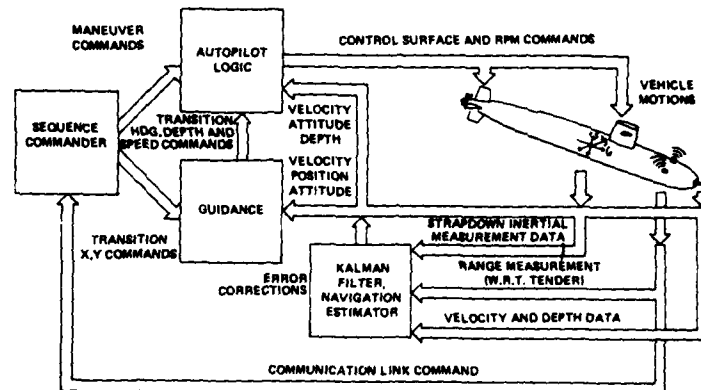 MANEUVER
COMMANDS
AUTOPILOT
LOGIC
CONTROL SURFACE AND RPM COMMANDS
VEHICLE
MOTIONS
SEQUENCE
COMMANDER
TRANSITION
HDG, DEPTH AND
SPEED COMMANDS
VELOCITY
ATTITUDE
DEPTH
VELOCITY
POSITION
ATTITUDE
GUIDANCE
TRANSITION
X,Y COMMANDS
STRAPDOWN INERTIAL
MEASUREMENT DATA
ERROR
CORRECTIONS
KALMAN
FILTER,
NAVIGATION
ESTIMATOR
RANGE MEASUREMENT
(W.R.T. TENDER)
VELOCITY AND DEPTH DATA
COMMUNICATION LINK COMMAND